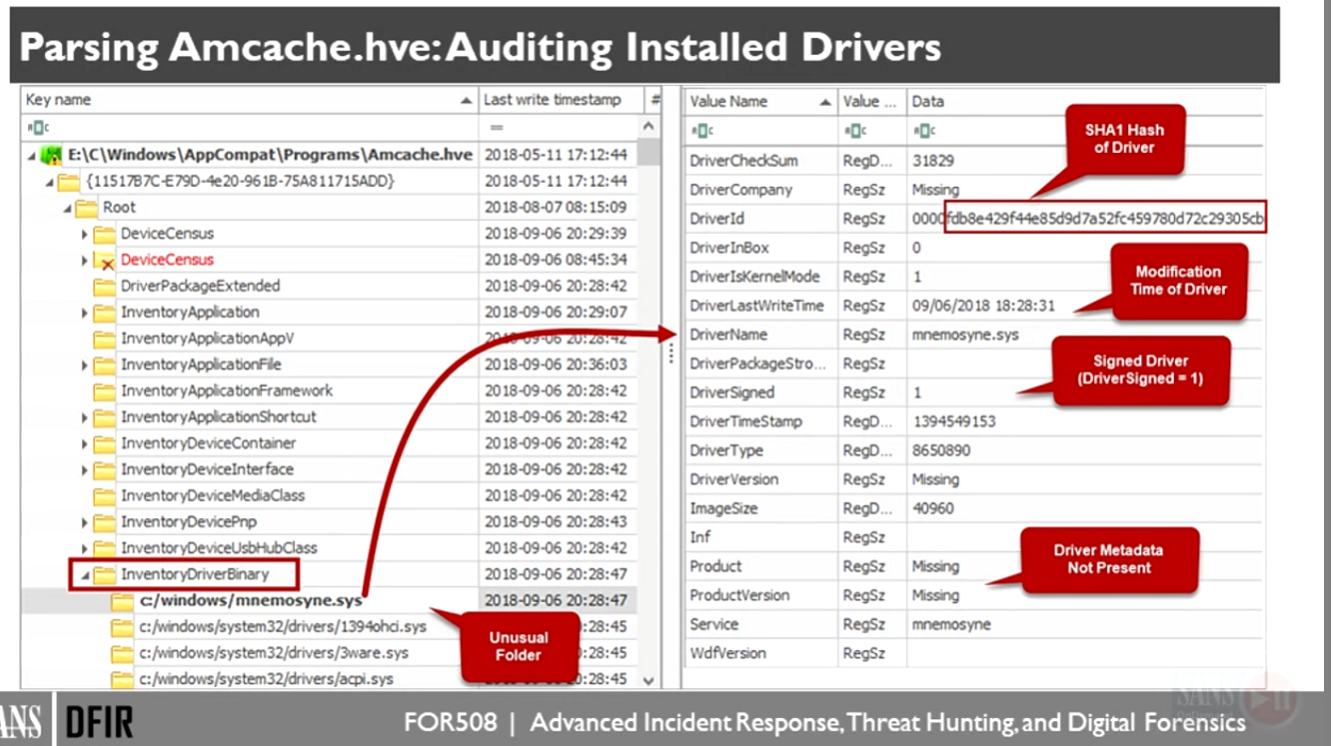 Parsing Amcache.hve: Auditing Installed Drivers
Key name Last write timestamp #
Value Name Value ... Data
E:\C\Windows\AppCompat\Programs\Amcache.hve 2018-05-11 17:12:44
{11517B7C-E79D-4e20-961B-75A811715ADD} 2018-05-11 17:12:44
Root 2018-08-07 08:15:09
DeviceCensus 2018-09-06 20:29:39
DeviceCensus 2018-09-06 08:45:34
DriverPackageExtended 2018-09-06 20:28:42
InventoryApplication 2018-09-06 20:29:07
InventoryApplicationAppV 2018-09-06 20:28:42
InventoryApplicationFile 2018-09-06 20:36:03
InventoryApplicationFramework 2018-09-06 20:28:42
InventoryApplicationShortcut 2018-09-06 20:28:42
InventoryDeviceContainer 2018-09-06 20:28:42
InventoryDeviceInterface 2018-09-06 20:28:42
InventoryDeviceMediaClass 2018-09-06 20:28:42
InventoryDevicePnp 2018-09-06 20:28:43
InventoryDeviceUsbHubClass 2018-09-06 20:28:42
InventoryDriverBinary 2018-09-06 20:28:47
c:/windows/mnemosyne.sys 2018-09-06 20:28:47
c:/windows/system32/drivers/1394ohci.sys :28:45
c:/windows/system32/drivers/3ware.sys :28:45
c:/windows/system32/drivers/acpi.sys :28:45
Unusual
Folder
DriverCheckSum RegD... 31829
DriverCompany RegSz Missing
DriverId RegSz 0000fdb8e429f44e85d9d7a52fc459780d72c29305cb
DriverInBox RegSz 0
DriverIsKernelMode RegSz 1
DriverLastWriteTime RegSz 09/06/2018 18:28:31
DriverName RegSz mnemosyne.sys
DriverPackageStro... RegSz
DriverSigned RegSz 1
DriverTimeStamp RegD... 1394549153
DriverType RegD... 8650890
DriverVersion RegSz Missing
ImageSize RegD... 40960
Inf RegSz
Product RegSz Missing
ProductVersion RegSz Missing
Service RegSz mnemosyne
WdfVersion RegSz
SHA1 Hash
of Driver
Modification
Time of Driver
Signed Driver
(DriverSigned = 1)
Driver Metadata
Not Present
SANS
DFIR
FOR508 | Advanced Incident Response, Threat Hunting, and Digital Forensics